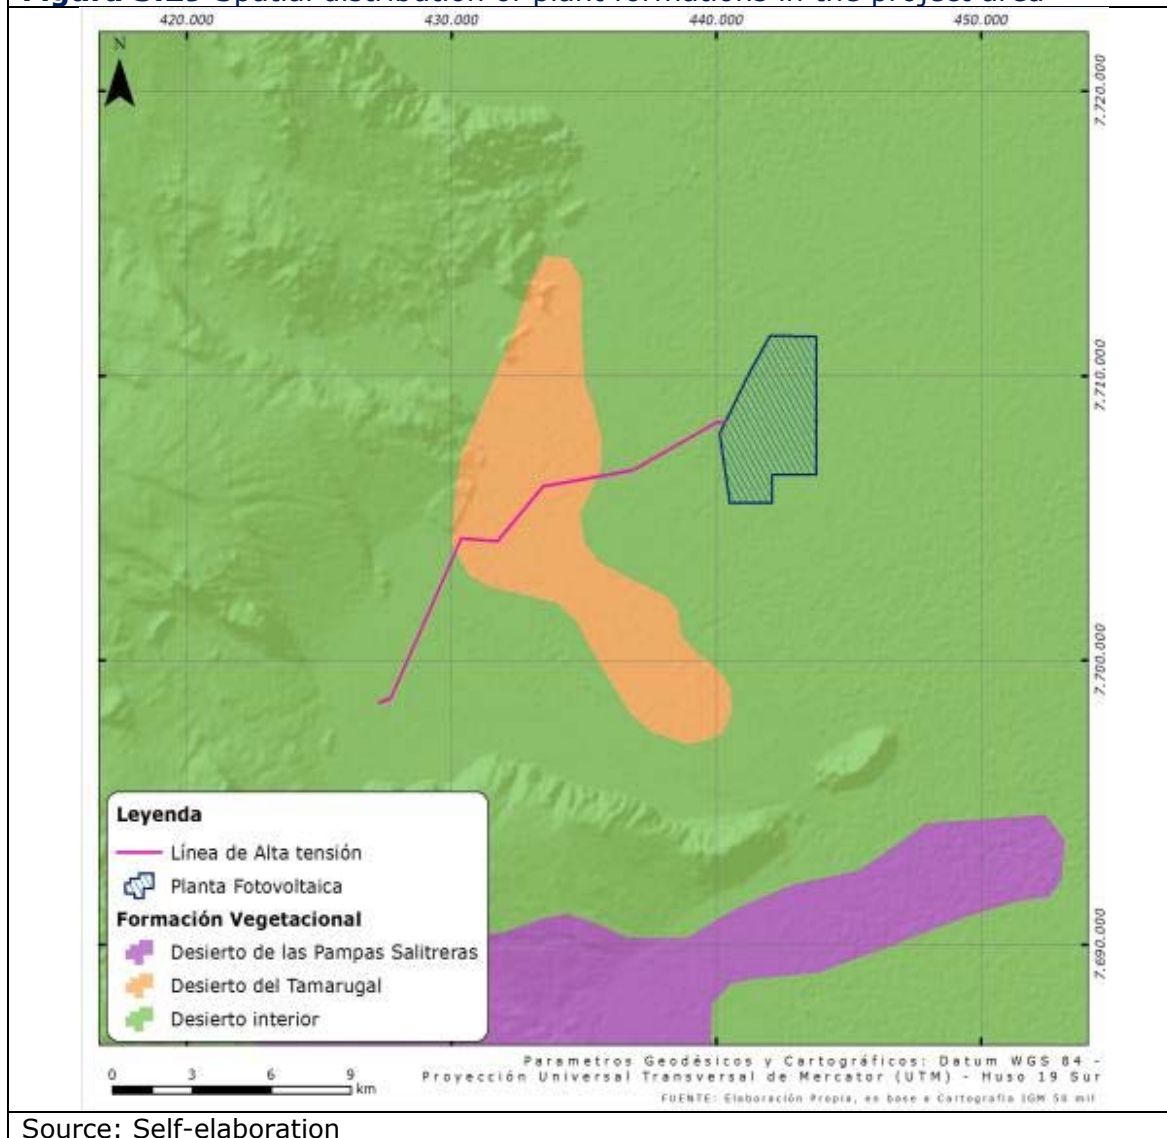 Figura 3.29 Spatial distribution of plant formations in the project area
420.000 430.000 440.000 450.000
N
7.720.000
7.710.000
7.700.000
7.690.000
Leyenda
Línea de Alta tensión
Planta Fotovoltaica
Formación Vegetacional
Desierto de las Pampas Salitreras
Desierto del Tamarugal
Desierto interior
0 3 6 9
km
Parametros Geodèsicos y Cartográficos: Datum WGS 84 -
Proyección Universal Transversal de Mercator (UTM) - Huso 19 Sur
FUENTE: Elaboración Propia, en base a Cartografía IGM 50 mil
Source: Self-elaboration